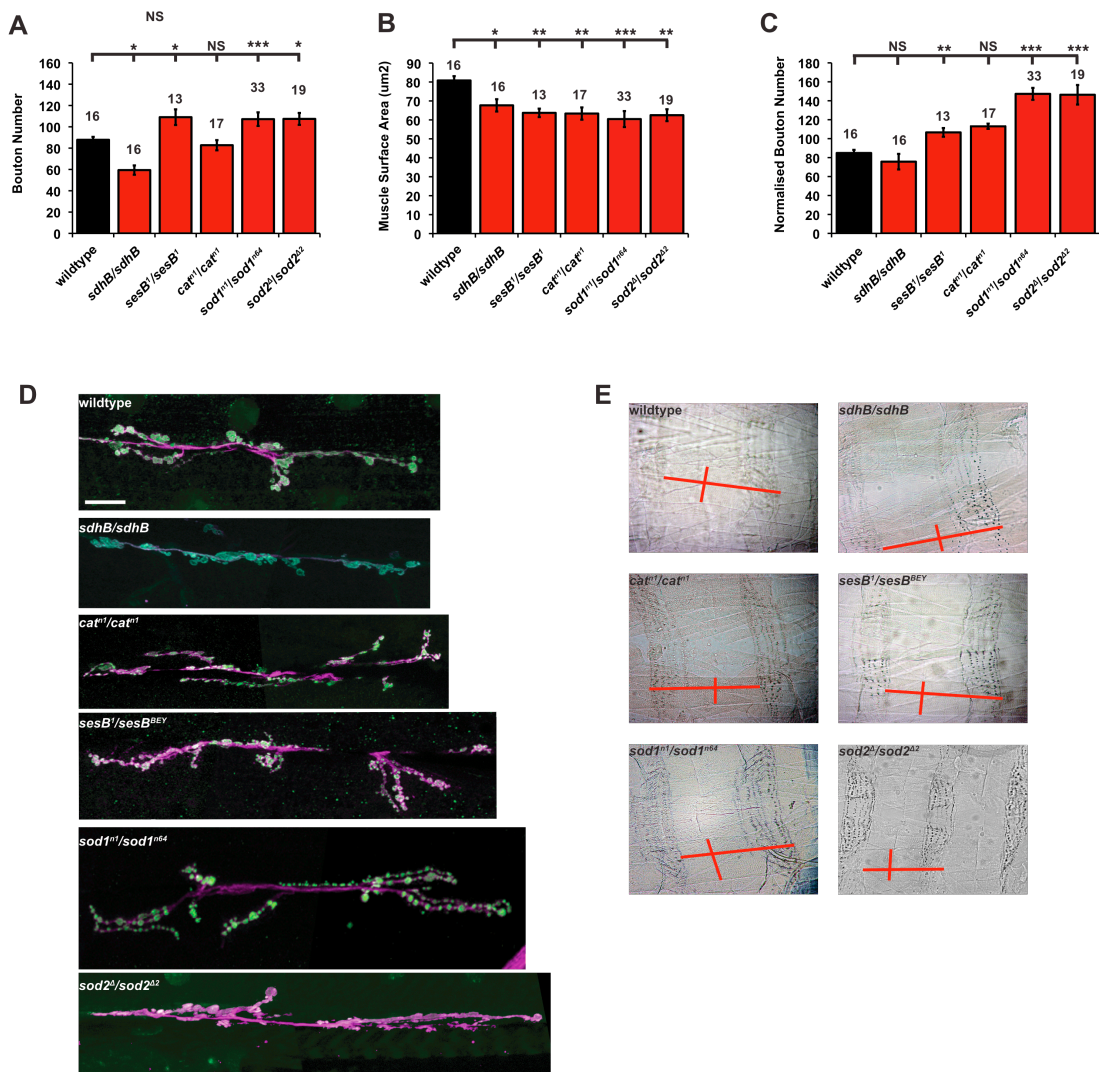 A
NS
* * NS *** *
Bouton Number
160
140
120
100
80
60
40
20
0
16
16
13
17
33
19
wildtype
sdhB/sdhB
sesB¹/sesB¹
catⁿ¹/catⁿ¹
sod1ⁿ¹/sod1ⁿ⁶⁴
sod2Δ/sod2Δ2
B
* ** ** *** **
Muscle Surface Area (um2)
90
80
70
60
50
40
30
20
10
0
16
16
13
17
33
19
wildtype
sdhB/sdhB
sesB¹/sesB¹
catⁿ¹/catⁿ¹
sod1ⁿ¹/sod1ⁿ⁶⁴
sod2Δ/sod2Δ2
C
NS ** NS *** ***
Normalised Bouton Number
180
160
140
120
100
80
60
40
20
0
16
16
13
17
33
19
wildtype
sdhB/sdhB
sesB¹/sesB¹
catⁿ¹/catⁿ¹
sod1ⁿ¹/sod1ⁿ⁶⁴
sod2Δ/sod2Δ2
D
wildtype
sdhB/sdhB
catⁿ¹/catⁿ¹
sesB¹/sesBᴮᴱʸ
sod1ⁿ¹/sod1ⁿ⁶⁴
sod2Δ/sod2Δ2
E
wildtype
sdhB/sdhB
catⁿ¹/catⁿ¹
sesB¹/sesBᴮᴱʸ
sod1ⁿ¹/sod1ⁿ⁶⁴
sod2Δ/sod2Δ2